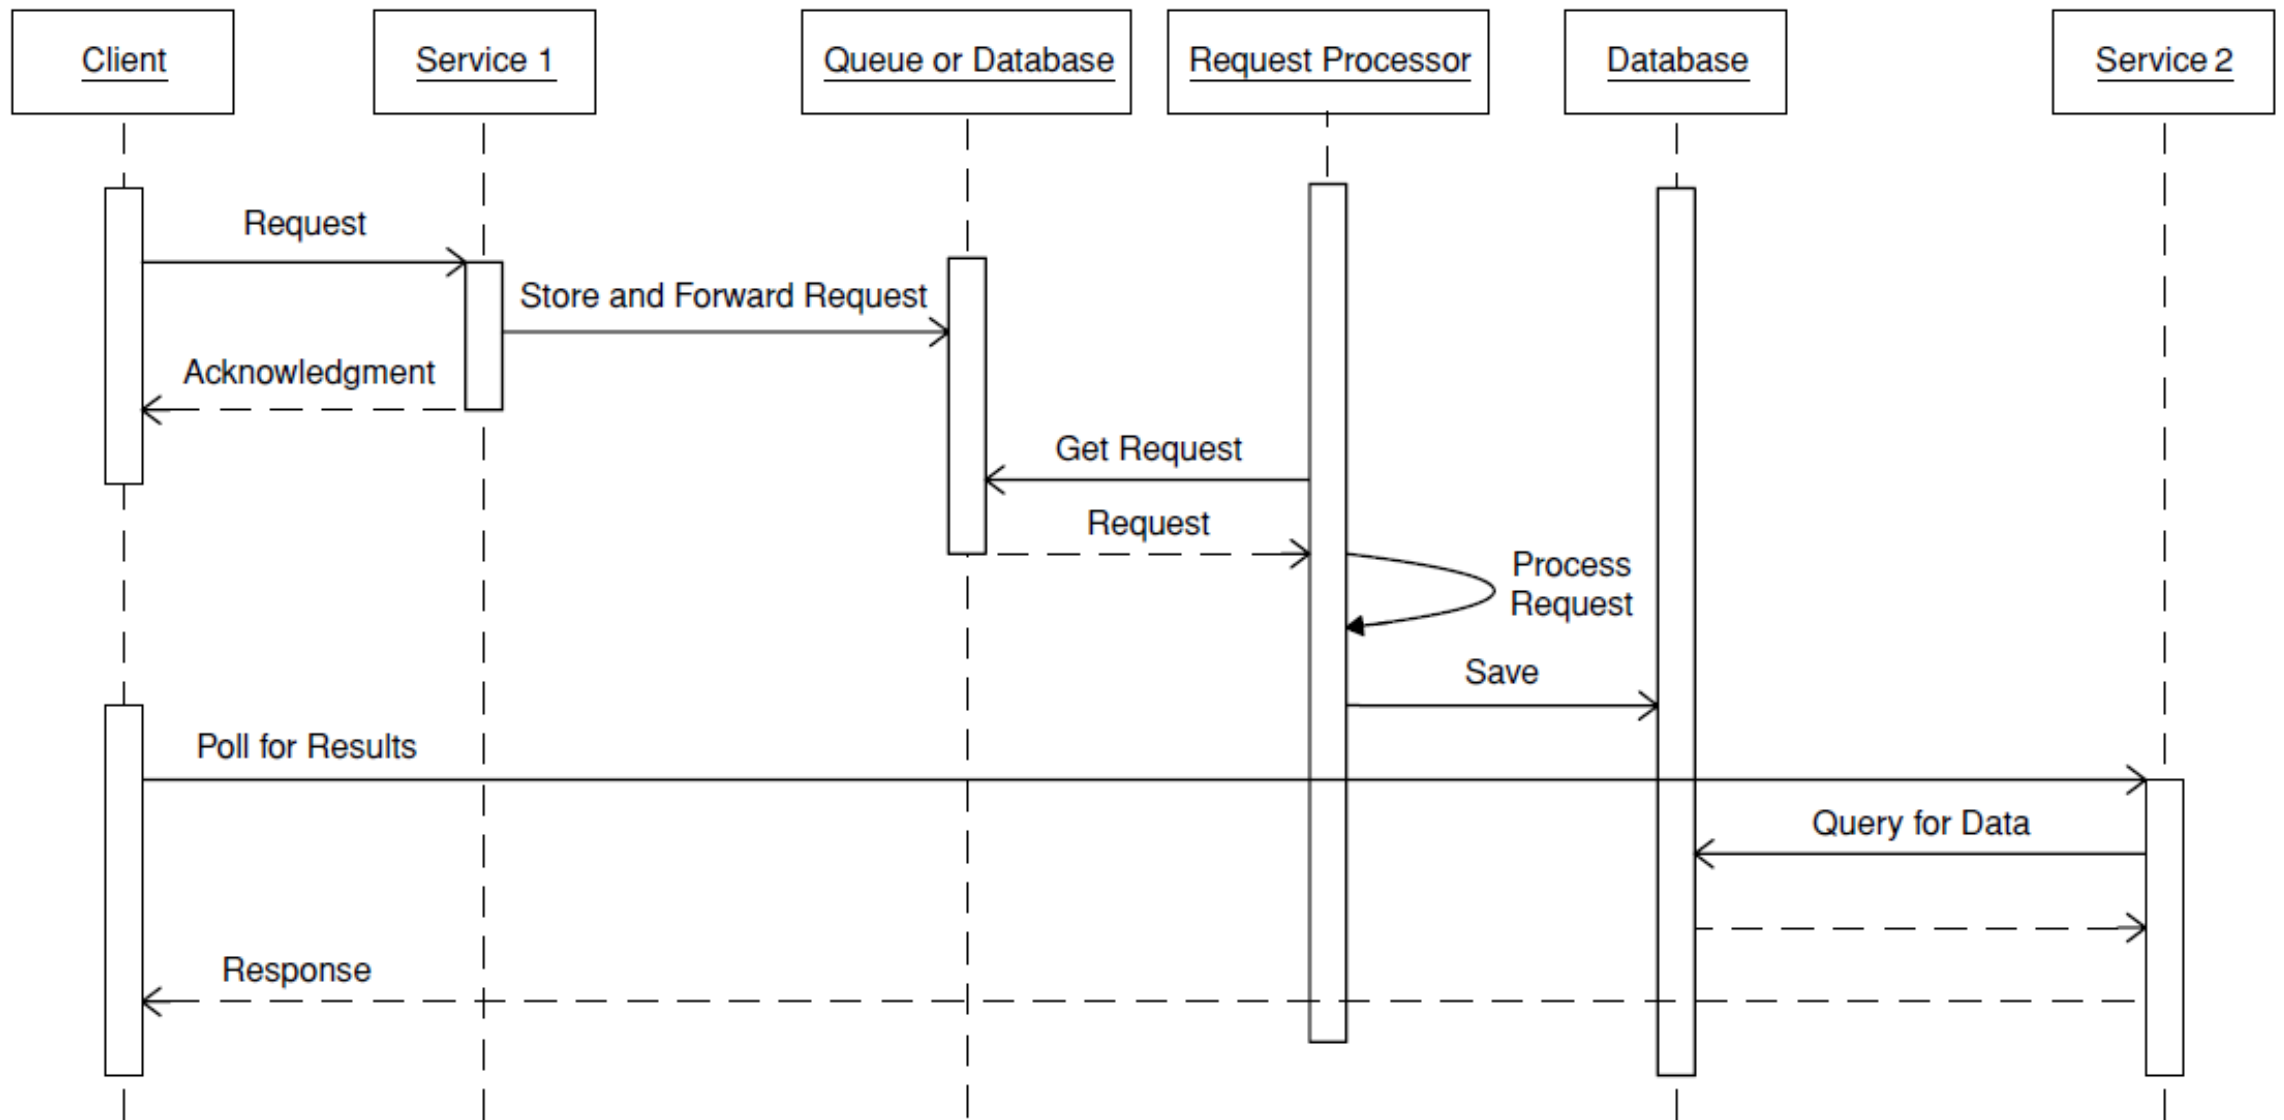 Client
Service 1
Queue or Database
Request Processor
Database
Service 2
Request
Store and Forward Request
Acknowledgment
Get Request
Request
Process
Request
Save
Poll for Results
Query for Data
Response